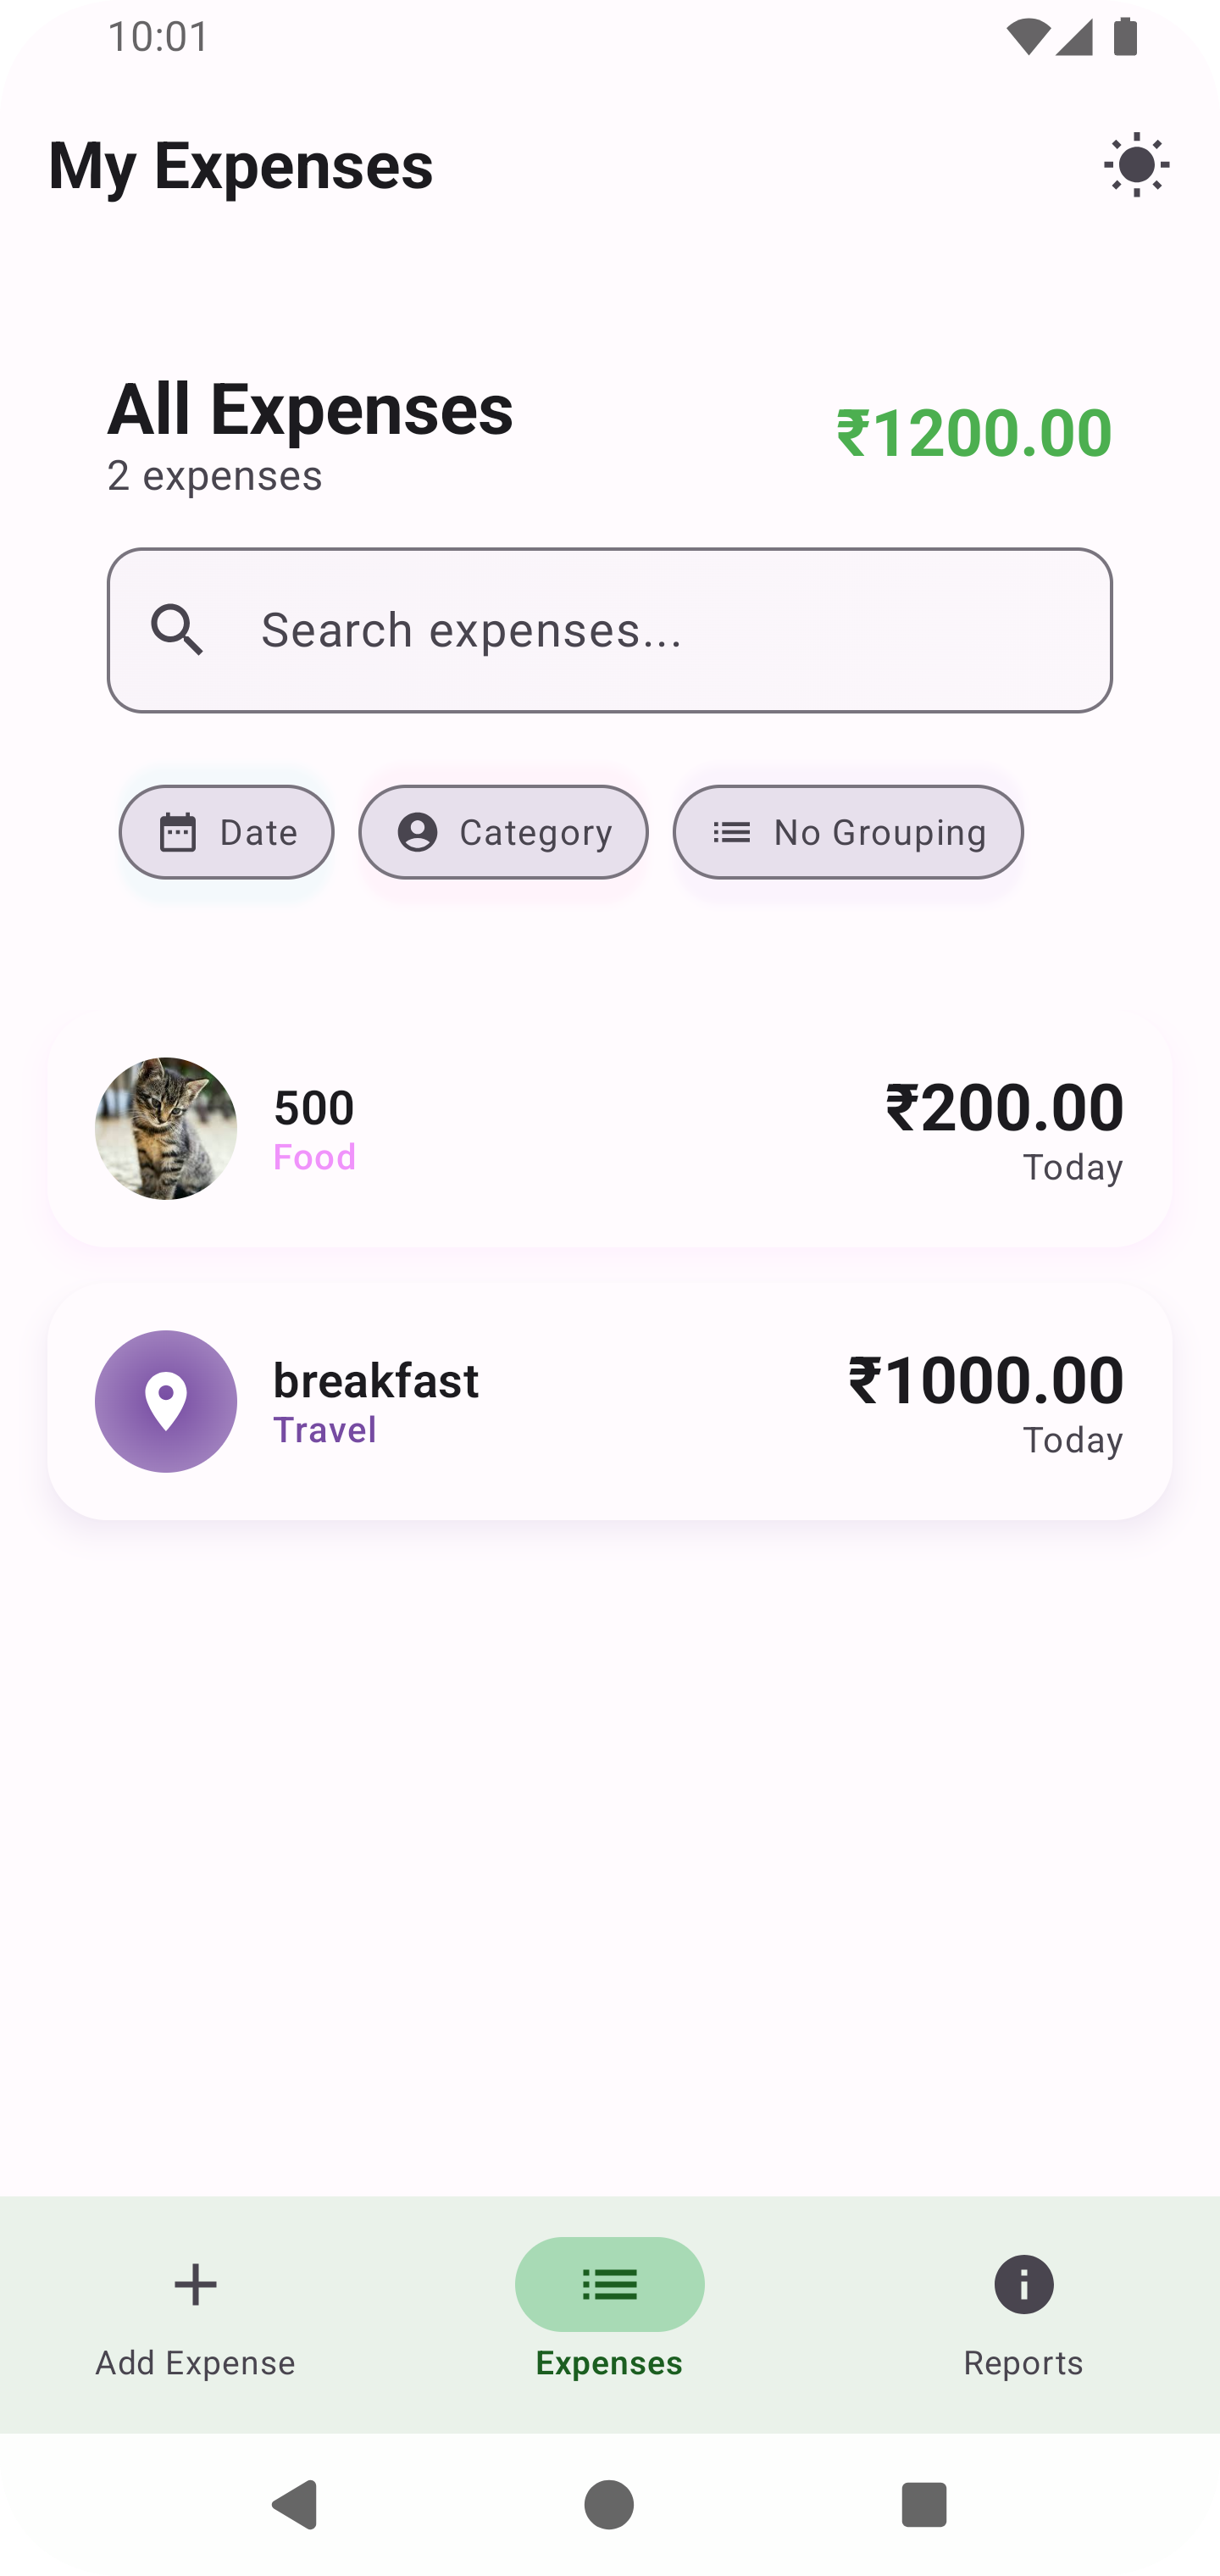 10:01
My Expenses
All Expenses
₹1200.00
2 expenses
Search expenses...
Date
Category
No Grouping
500
Food
₹200.00
Today
breakfast
Travel
₹1000.00
Today
Add Expense
Expenses
Reports